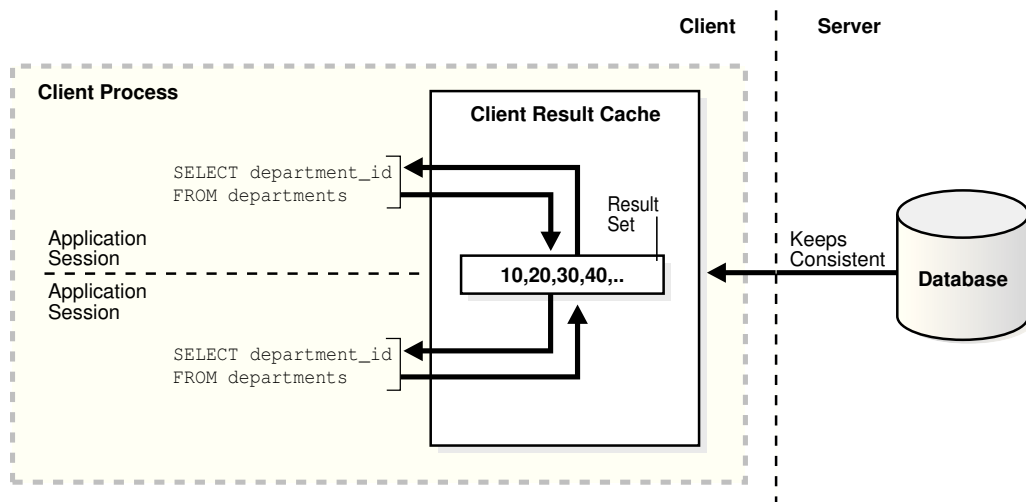 Client
Server
Client Process
Client Result Cache
SELECT department_id
FROM departments
Result
Set
Application
Session
Application
Session
10,20,30,40,..
Keeps
Consistent
Database
SELECT department_id
FROM departments